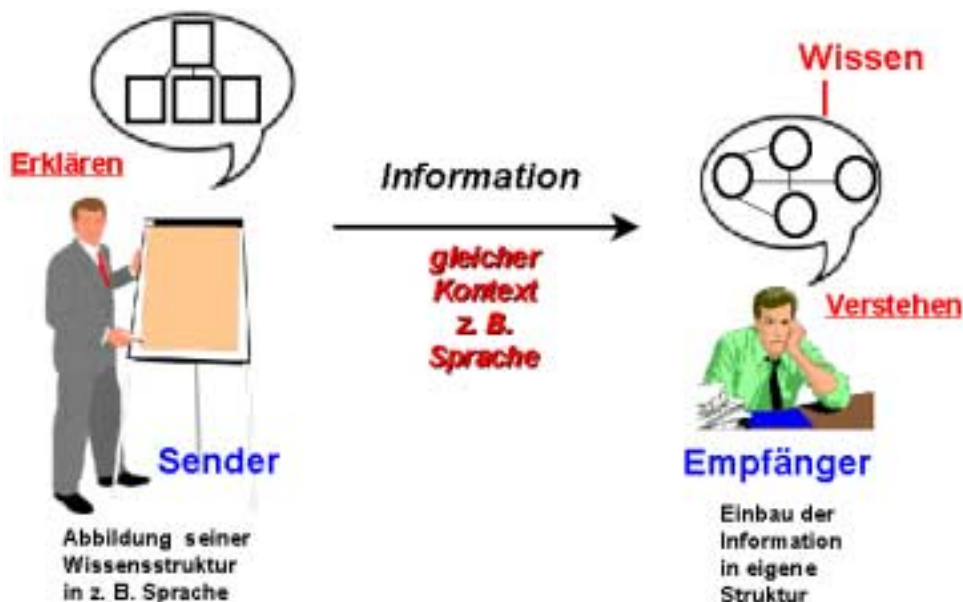 Wissen
Erklären
Information
gleicher
Kontext
z. B.
Sprache
Verstehen
Sender
Empfänger
Abbildung seiner
Wissensstruktur
in z. B. Sprache
Einbau der
Information
in eigene
Struktur